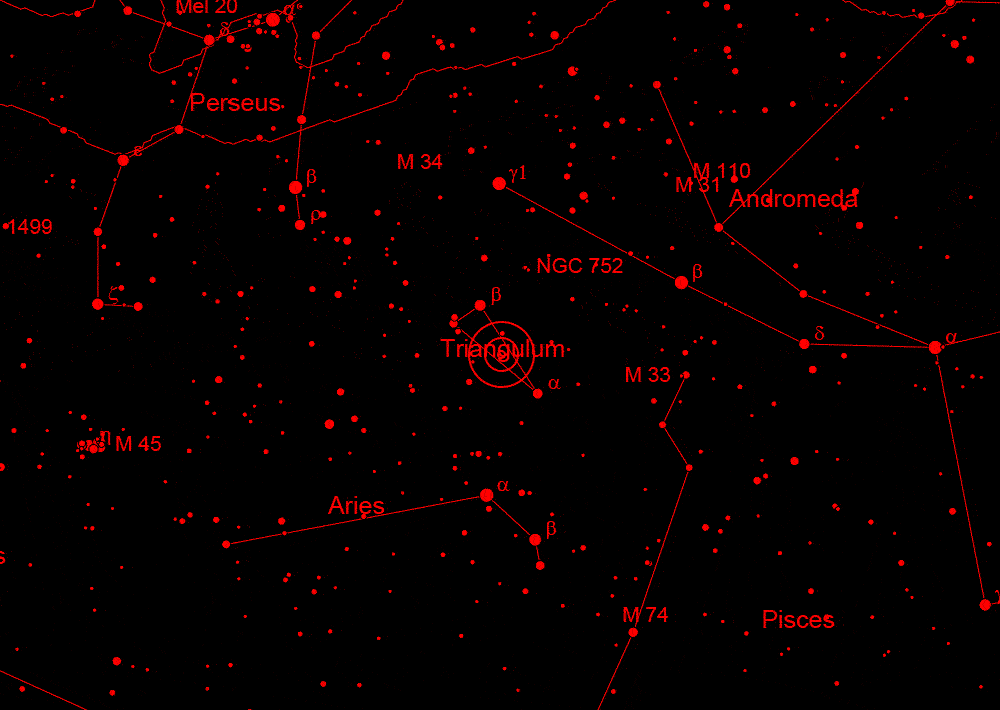 Mel 20
α
δ
Perseus
ε
M 34
γ1
M 110
M 31
β
Andromeda
ρ
1499
NGC 752
β
ζ
β
δ
α
Triangulum
M 33
α
η
M 45
α
Aries
β
M 74
Pisces
γ
s